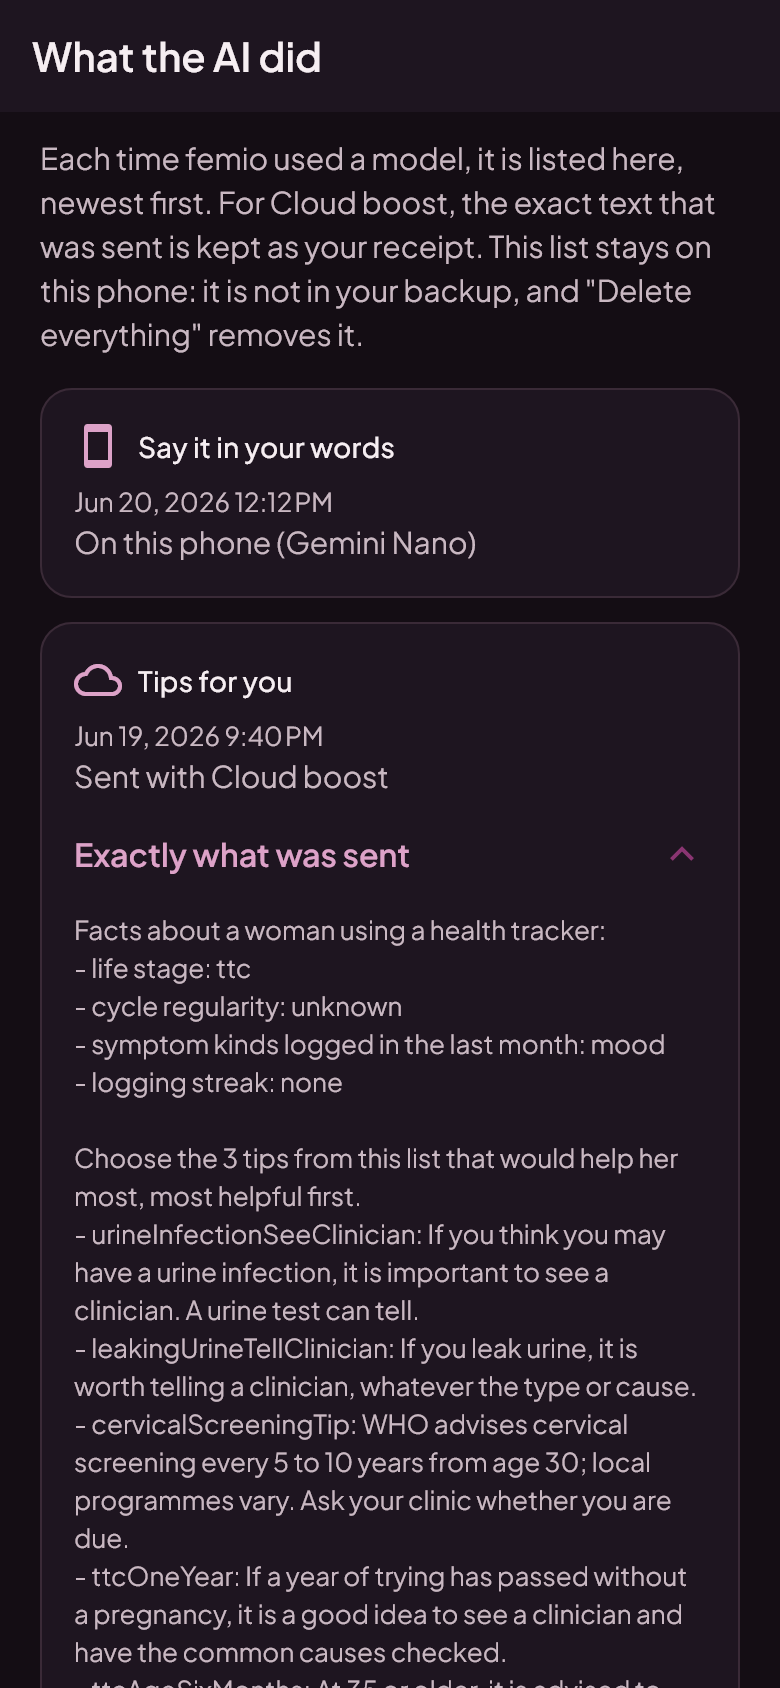 What the AI did
Each time femio used a model, it is listed here,
newest first. For Cloud boost, the exact text that
was sent is kept as your receipt. This list stays on
this phone: it is not in your backup, and "Delete
everything" removes it.
Say it in your words
Jun 20, 2026 12:12 PM
On this phone (Gemini Nano)
Tips for you
Jun 19, 2026 9:40 PM
Sent with Cloud boost
Exactly what was sent
Facts about a woman using a health tracker:
- life stage: ttc
- cycle regularity: unknown
- symptom kinds logged in the last month: mood
- logging streak: none
Choose the 3 tips from this list that would help her
most, most helpful first.
- urineInfectionSeeClinician: If you think you may
have a urine infection, it is important to see a
clinician. A urine test can tell.
- leakingUrineTellClinician: If you leak urine, it is
worth telling a clinician, whatever the type or cause.
- cervicalScreeningTip: WHO advises cervical
screening every 5 to 10 years from age 30; local
programmes vary. Ask your clinic whether you are
due.
- ttcOneYear: If a year of trying has passed without
a pregnancy, it is a good idea to see a clinician and
have the common causes checked.
- ttcAgeSixMonths: At 35 or older, it is advised to